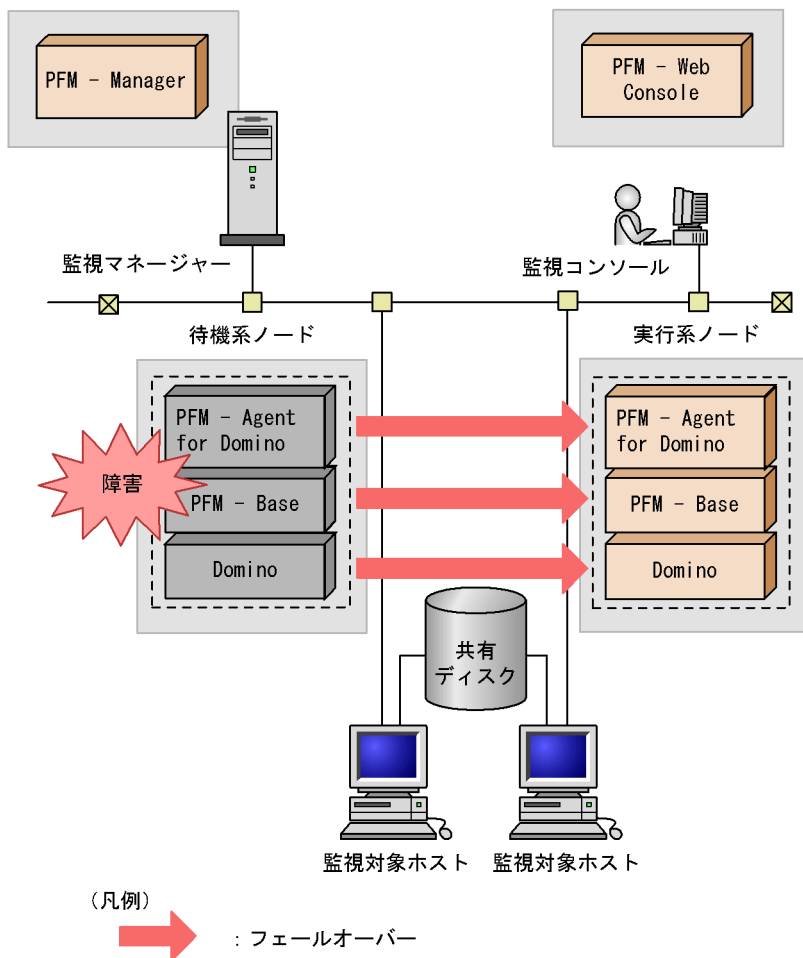 PFM - Manager
PFM - Web
Console
監視マネージャー
監視コンソール
待機系ノード
実行系ノード
PFM - Agent
for Domino
PFM - Base
Domino
障害
PFM - Agent
for Domino
PFM - Base
Domino
共有
ディスク
監視対象ホスト
監視対象ホスト
(凡例)
：フェールオーバー